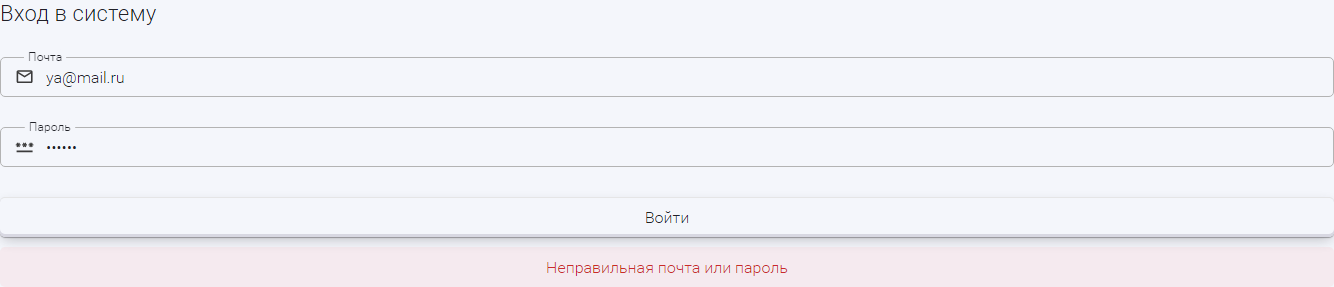 Вход в систему
Почта
ya@mail.ru
Пароль
••••••
Войти
Неправильная почта или пароль